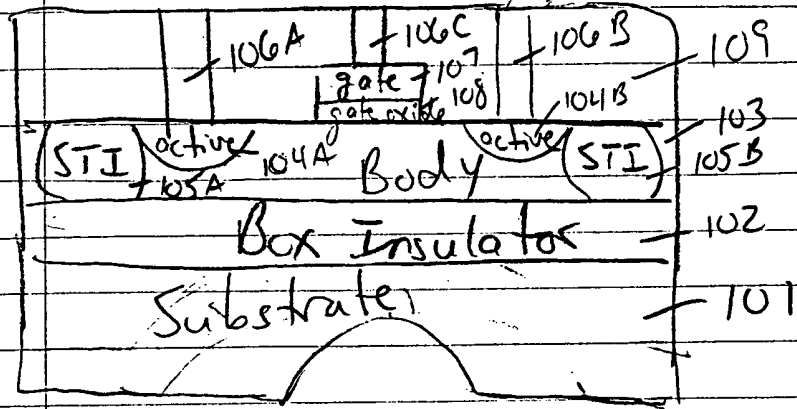 106A 106C 106B
gate 107 109
gate oxide 108 104B
103
STI active 104A active STI
105A Body 105B
Box Insulator 102
Substrate 101